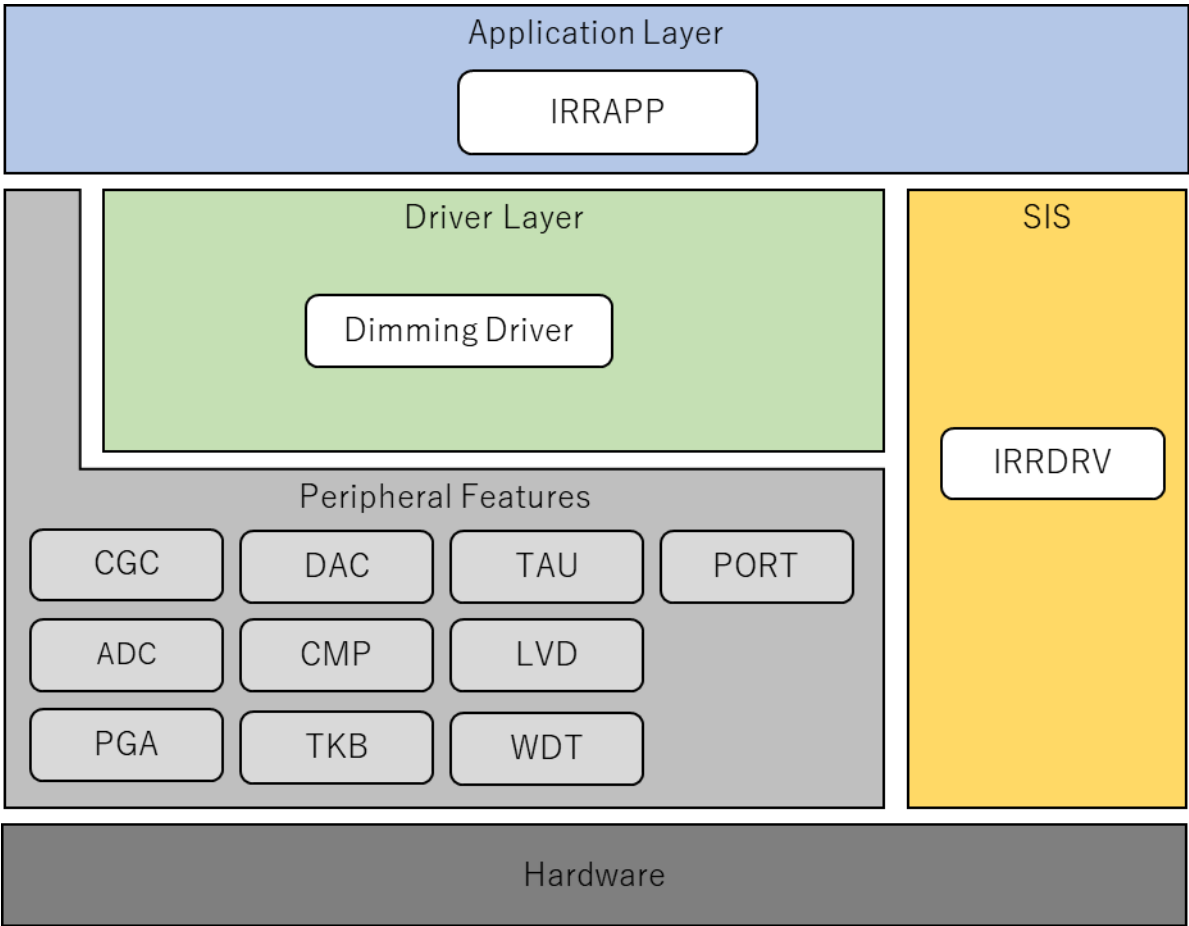 Application Layer
IRRAPP
Driver Layer
Dimming Driver
SIS
IRRDRV
Peripheral Features
CGC
DAC
TAU
PORT
ADC
CMP
LVD
PGA
TKB
WDT
Hardware